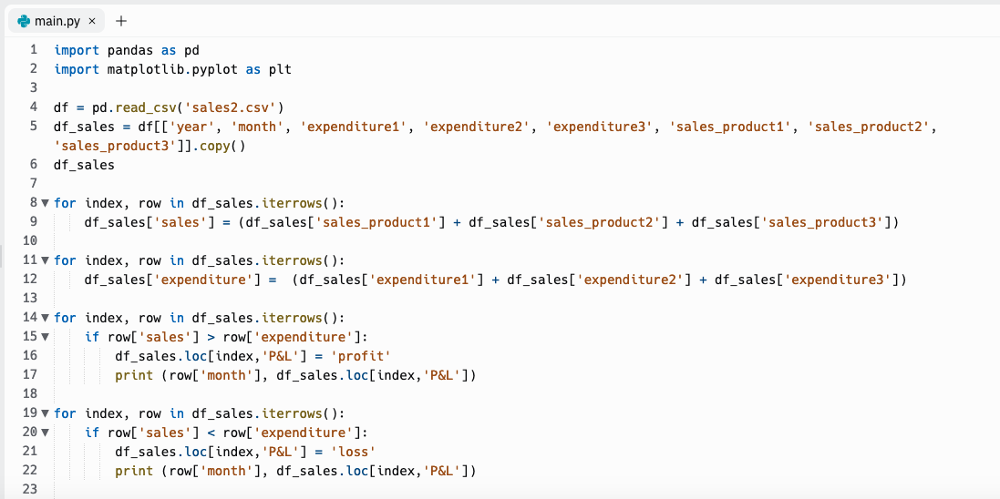 main.py × +
1 import pandas as pd
2 import matplotlib.pyplot as plt
3
4 df = pd.read_csv('sales2.csv')
5 df_sales = df[['year', 'month', 'expenditure1', 'expenditure2', 'expenditure3', 'sales_product1', 'sales_product2',
'sales_product3']].copy()
6 df_sales
7
8 for index, row in df_sales.iterrows():
9     df_sales['sales'] = (df_sales['sales_product1'] + df_sales['sales_product2'] + df_sales['sales_product3'])
10
11 for index, row in df_sales.iterrows():
12     df_sales['expenditure'] =  (df_sales['expenditure1'] + df_sales['expenditure2'] + df_sales['expenditure3'])
13
14 for index, row in df_sales.iterrows():
15     if row['sales'] > row['expenditure']:
16         df_sales.loc[index,'P&L'] = 'profit'
17         print (row['month'], df_sales.loc[index,'P&L'])
18
19 for index, row in df_sales.iterrows():
20     if row['sales'] < row['expenditure']:
21         df_sales.loc[index,'P&L'] = 'loss'
22         print (row['month'], df_sales.loc[index,'P&L'])
23